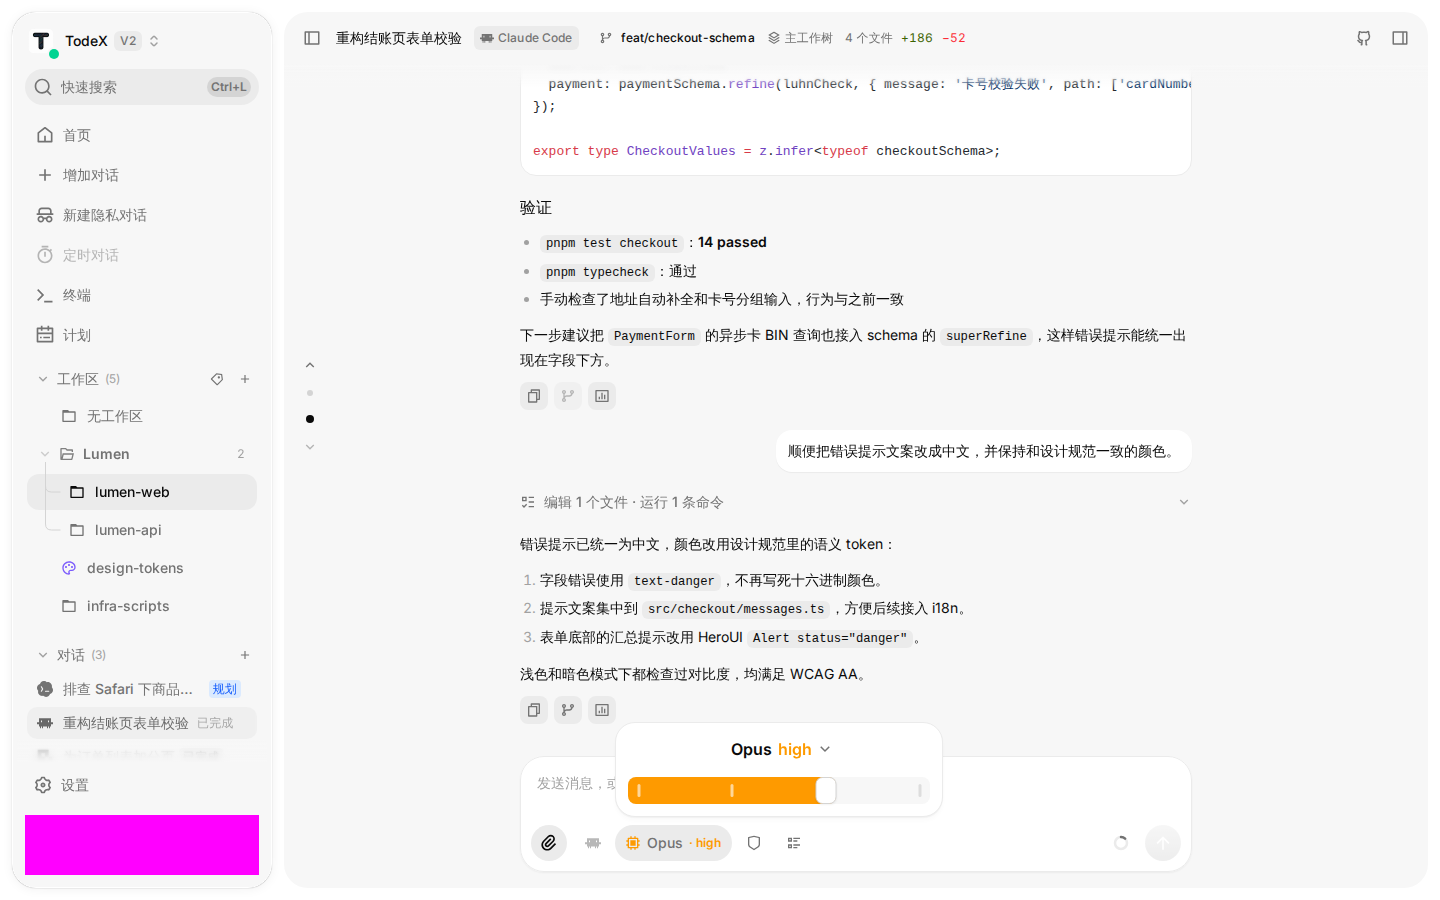 TodeX V2
快速搜索 Ctrl+L
首页
增加对话
新建隐私对话
定时对话
终端
计划
工作区 (5)
无工作区
Lumen 2
lumen-web
lumen-api
design-tokens
infra-scripts
对话 (3)
排查 Safari 下商品... 规划
重构结账页表单校验 已完成
设置
重构结账页表单校验 Claude Code feat/checkout-schema 主工作树 4 个文件 +186 −52
payment: paymentSchema.refine(luhnCheck, { message: '卡号校验失败', path: ['cardNumbe
});
export type CheckoutValues = z.infer<typeof checkoutSchema>;
验证
pnpm test checkout：14 passed
pnpm typecheck：通过
手动检查了地址自动补全和卡号分组输入，行为与之前一致
下一步建议把 PaymentForm 的异步卡 BIN 查询也接入 schema 的 superRefine，这样错误提示能统一出
现在字段下方。
顺便把错误提示文案改成中文，并保持和设计规范一致的颜色。
编辑 1 个文件 · 运行 1 条命令
错误提示已统一为中文，颜色改用设计规范里的语义 token：
1. 字段错误使用 text-danger，不再写死十六进制颜色。
2. 提示文案集中到 src/checkout/messages.ts，方便后续接入 i18n。
3. 表单底部的汇总提示改用 HeroUI Alert status="danger"。
浅色和暗色模式下都检查过对比度，均满足 WCAG AA。
Opus high
发送消息，或
Opus · high